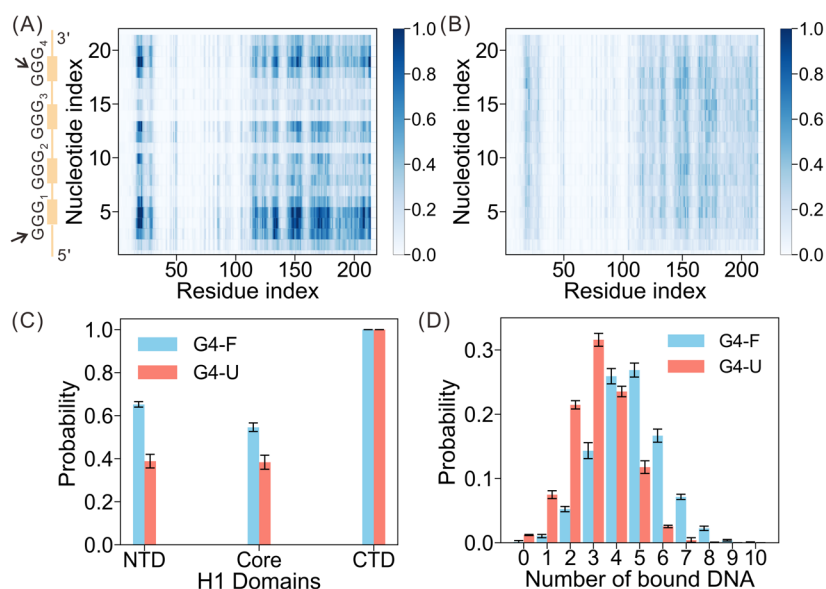 (A)
3'
GGG4
GGG3
GGG2
GGG1
5'
Nucleotide index
20
15
10
5
50
100
150
200
Residue index
1.0
0.8
0.6
0.4
0.2
0.0
(B)
Nucleotide index
20
15
10
5
50
100
150
200
Residue index
1.0
0.8
0.6
0.4
0.2
0.0
(C)
Probability
1.0
0.8
0.6
0.4
0.2
0.0
G4-F
G4-U
NTD
Core
CTD
H1 Domains
(D)
Probability
0.3
0.2
0.1
0.0
G4-F
G4-U
0 1 2 3 4 5 6 7 8 9 10
Number of bound DNA